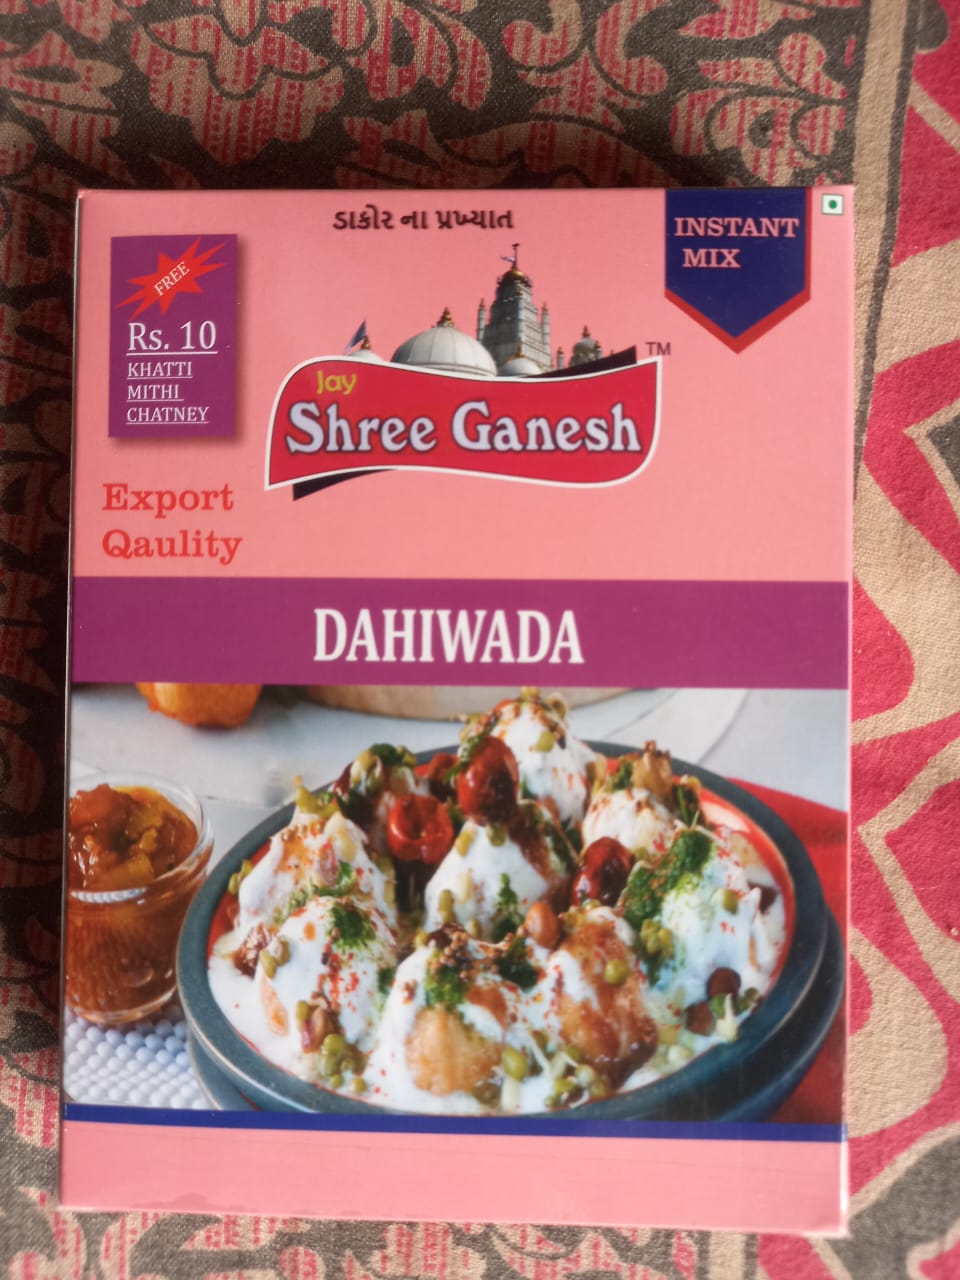 ડાકોર ના પ્રખ્યાત
INSTANT
MIX
FREE
Rs. 10
KHATTI
MITHI
CHATNEY
Jay
Shree Ganesh
TM
Export
Qaulity
DAHIWADA